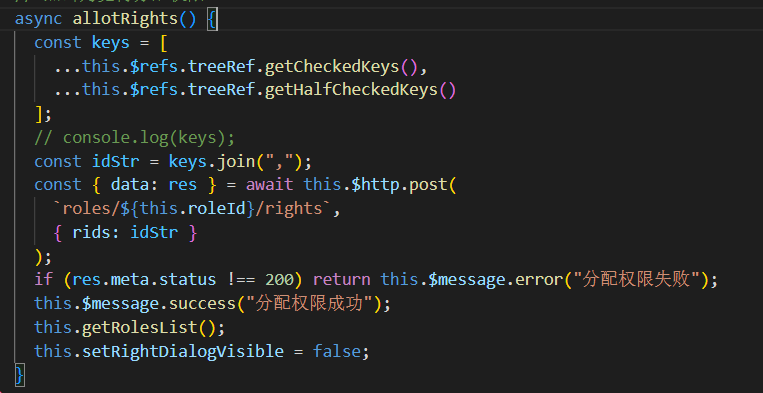 async allotRights() {
const keys = [
...this.$refs.treeRef.getCheckedKeys(),
...this.$refs.treeRef.getHalfCheckedKeys()
];
// console.log(keys);
const idStr = keys.join(",");
const { data: res } = await this.$http.post(
`roles/${this.roleId}/rights`,
{ rids: idStr }
);
if (res.meta.status !== 200) return this.$message.error("分配权限失败");
this.$message.success("分配权限成功");
this.getRolesList();
this.setRightDialogVisible = false;
}